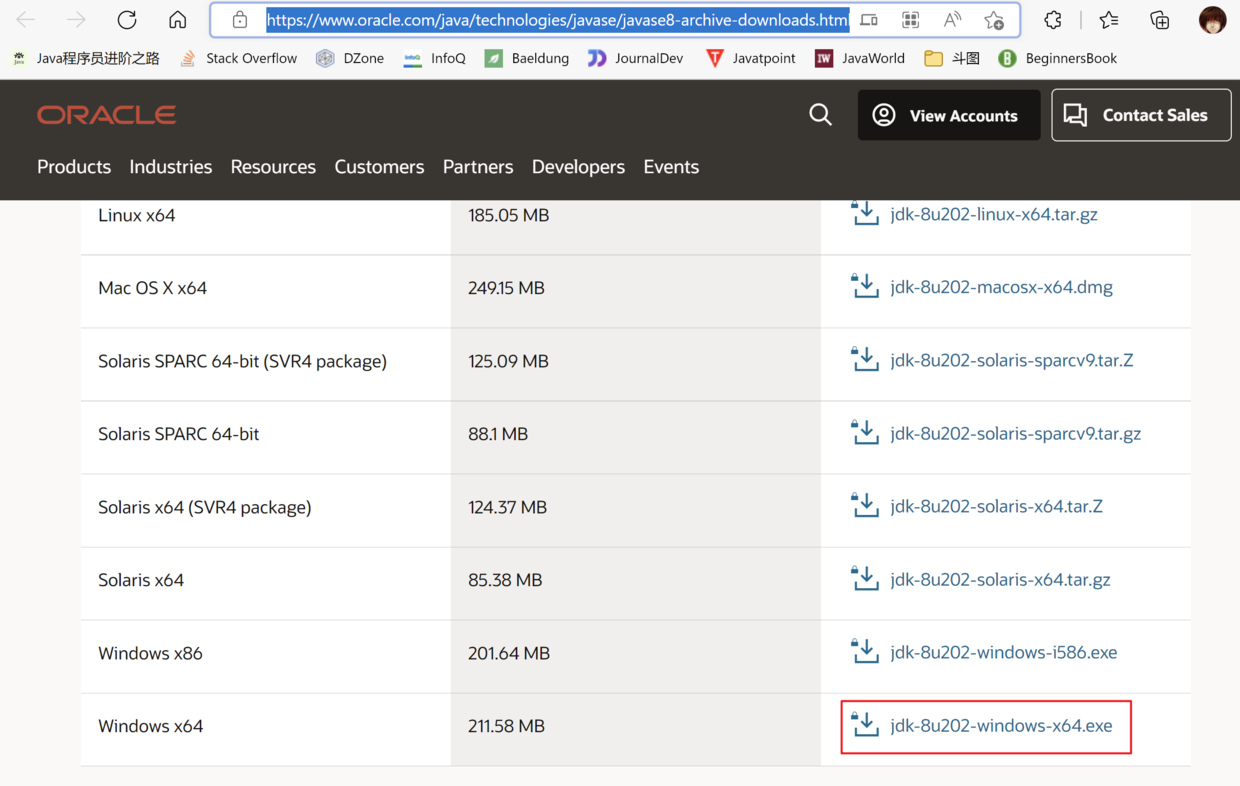 https://www.oracle.com/java/technologies/javase/javase8-archive-downloads.html
Java程序员进阶之路 Stack Overflow DZone InfoQ Baeldung JournalDev Javatpoint JavaWorld 斗图 BeginnersBook
ORACLE View Accounts Contact Sales
Products Industries Resources Customers Partners Developers Events
Linux x64 185.05 MB jdk-8u202-linux-x64.tar.gz
Mac OS X x64 249.15 MB jdk-8u202-macosx-x64.dmg
Solaris SPARC 64-bit (SVR4 package) 125.09 MB jdk-8u202-solaris-sparcv9.tar.Z
Solaris SPARC 64-bit 88.1 MB jdk-8u202-solaris-sparcv9.tar.gz
Solaris x64 (SVR4 package) 124.37 MB jdk-8u202-solaris-x64.tar.Z
Solaris x64 85.38 MB jdk-8u202-solaris-x64.tar.gz
Windows x86 201.64 MB jdk-8u202-windows-i586.exe
Windows x64 211.58 MB jdk-8u202-windows-x64.exe